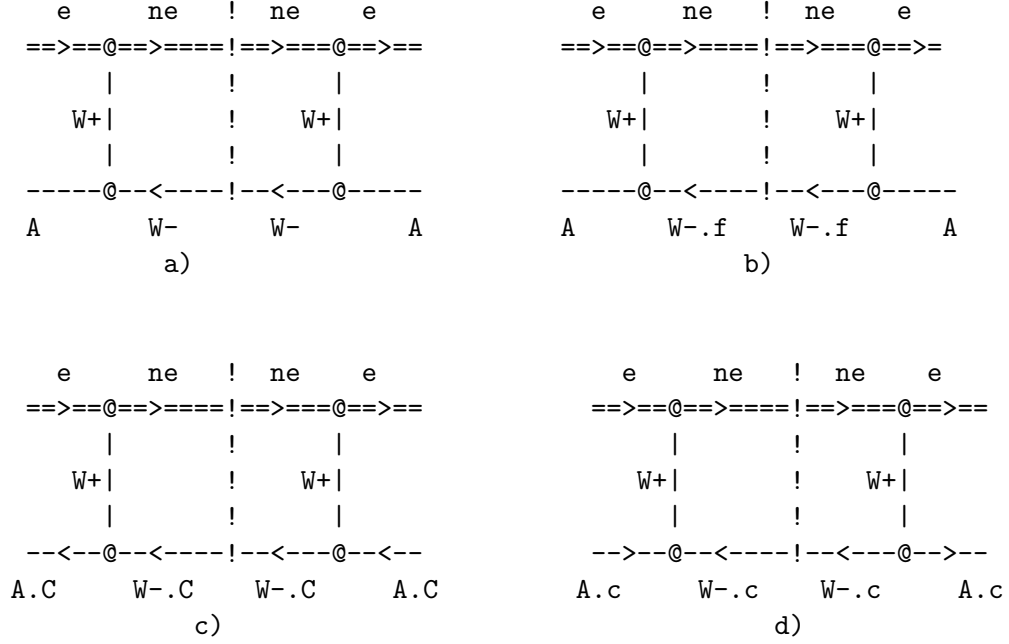 e     ne    !  ne    e                   e     ne    !  ne    e
  ==>==@==>====!==>===@==>==          ==>==@==>====!==>===@==>=
       |       !      |                    |       !      |
     W+|       !    W+|                  W+|       !    W+|
       |       !      |                    |       !      |
  -----@--<----!--<---@-----          -----@--<----!--<---@-----
  A       W-      W-       A          A      W-.f    W-.f      A
           a)                                  b)
     e     ne    !  ne    e                   e     ne    !  ne    e
  ==>==@==>====!==>===@==>==          ==>==@==>====!==>===@==>==
       |       !      |                    |       !      |
     W+|       !    W+|                  W+|       !    W+|
       |       !      |                    |       !      |
  --<--@--<----!--<---@--<--          -->--@--<----!--<---@-->--
 A.C     W-.C    W-.C     A.C        A.c     W-.c    W-.c     A.c
             c)                                  d)